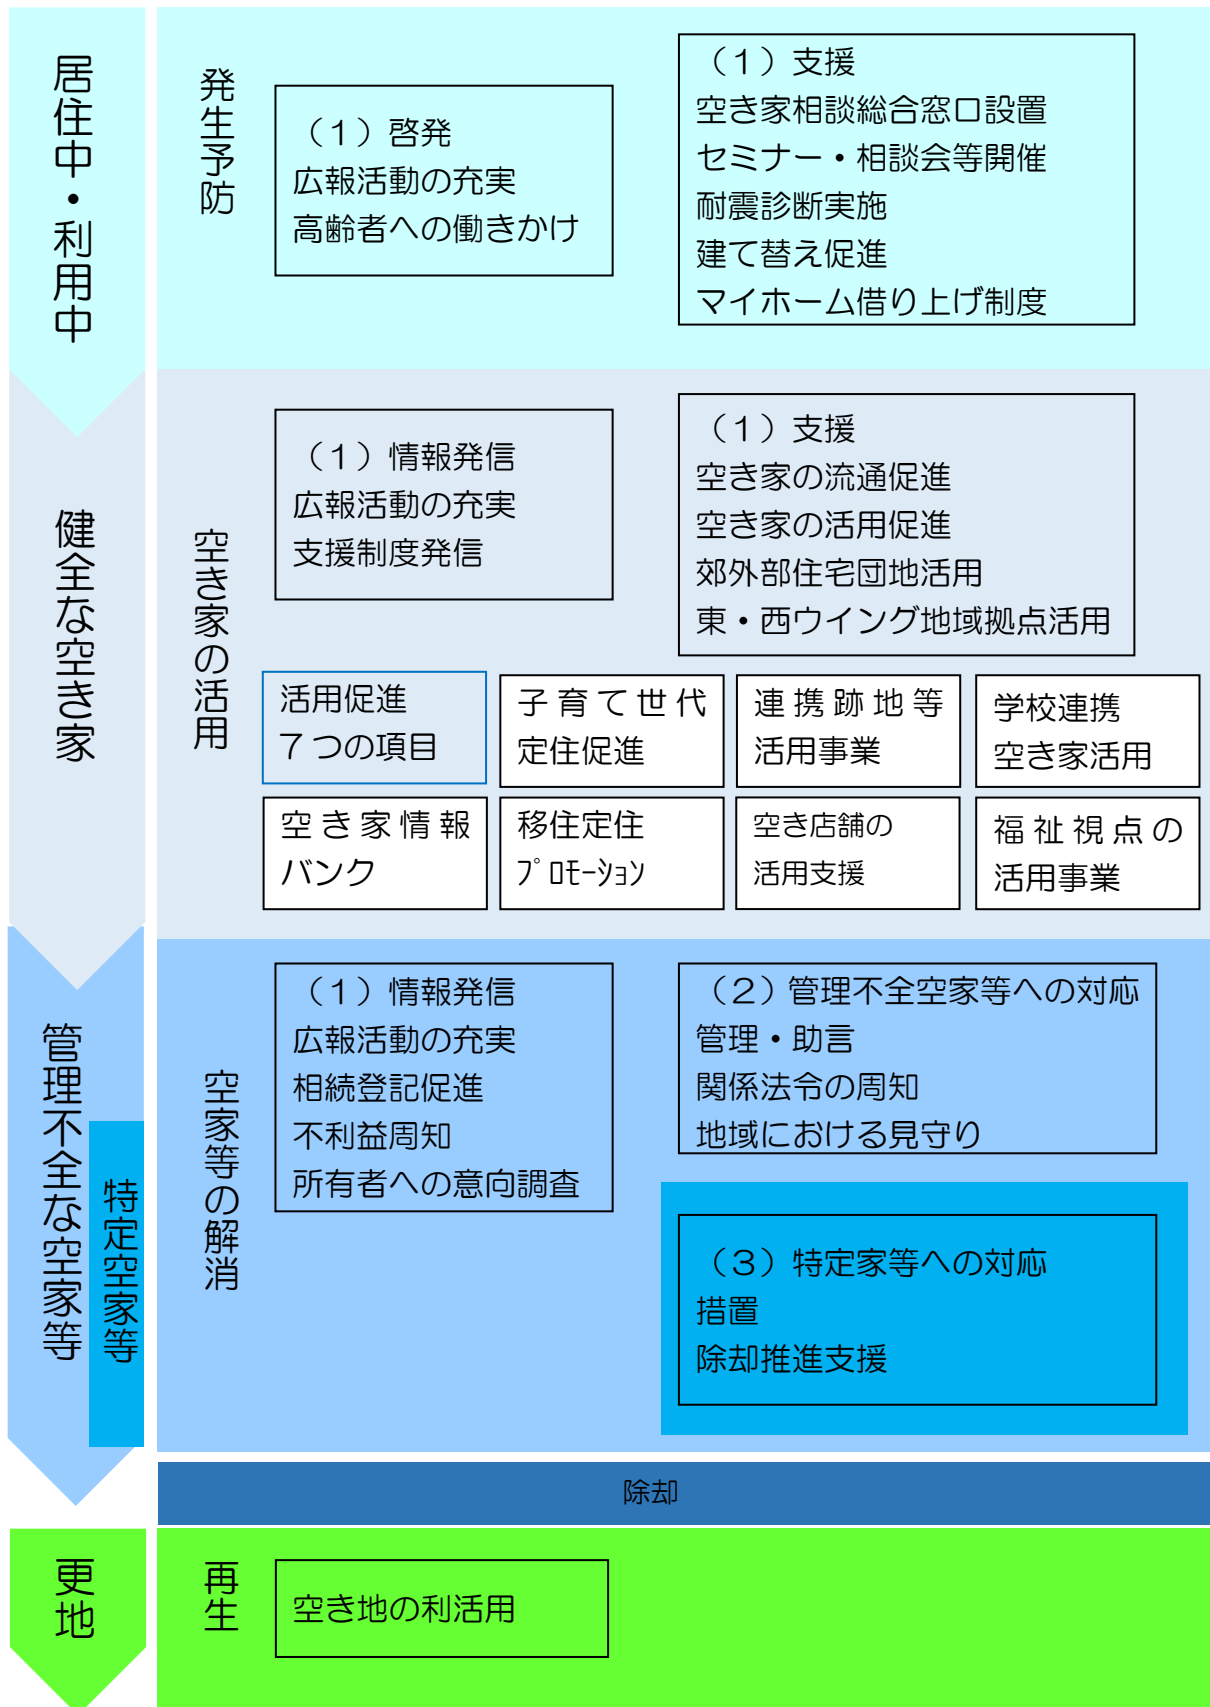 居住中・利用中
発生予防
（１）啓発
広報活動の充実
高齢者への働きかけ
（１）支援
空き家相談総合窓口設置
セミナー・相談会等開催
耐震診断実施
建て替え促進
マイホーム借り上げ制度
健全な空き家
空き家の活用
（１）情報発信
広報活動の充実
支援制度発信
（１）支援
空き家の流通促進
空き家の活用促進
郊外部住宅団地活用
東・西ウイング地域拠点活用
活用促進
７つの項目
子育て世代
定住促進
連携跡地等
活用事業
学校連携
空き家活用
空き家情報
バンク
移住定住
ﾌﾟﾛﾓｰｼｮﾝ
空き店舗の
活用支援
福祉視点の
活用事業
管理不全な空家等
特定空家等
空家等の解消
（１）情報発信
広報活動の充実
相続登記促進
不利益周知
所有者への意向調査
（２）管理不全空家等への対応
管理・助言
関係法令の周知
地域における見守り
（３）特定家等への対応
措置
除却推進支援
除却
更地
再生
空き地の利活用